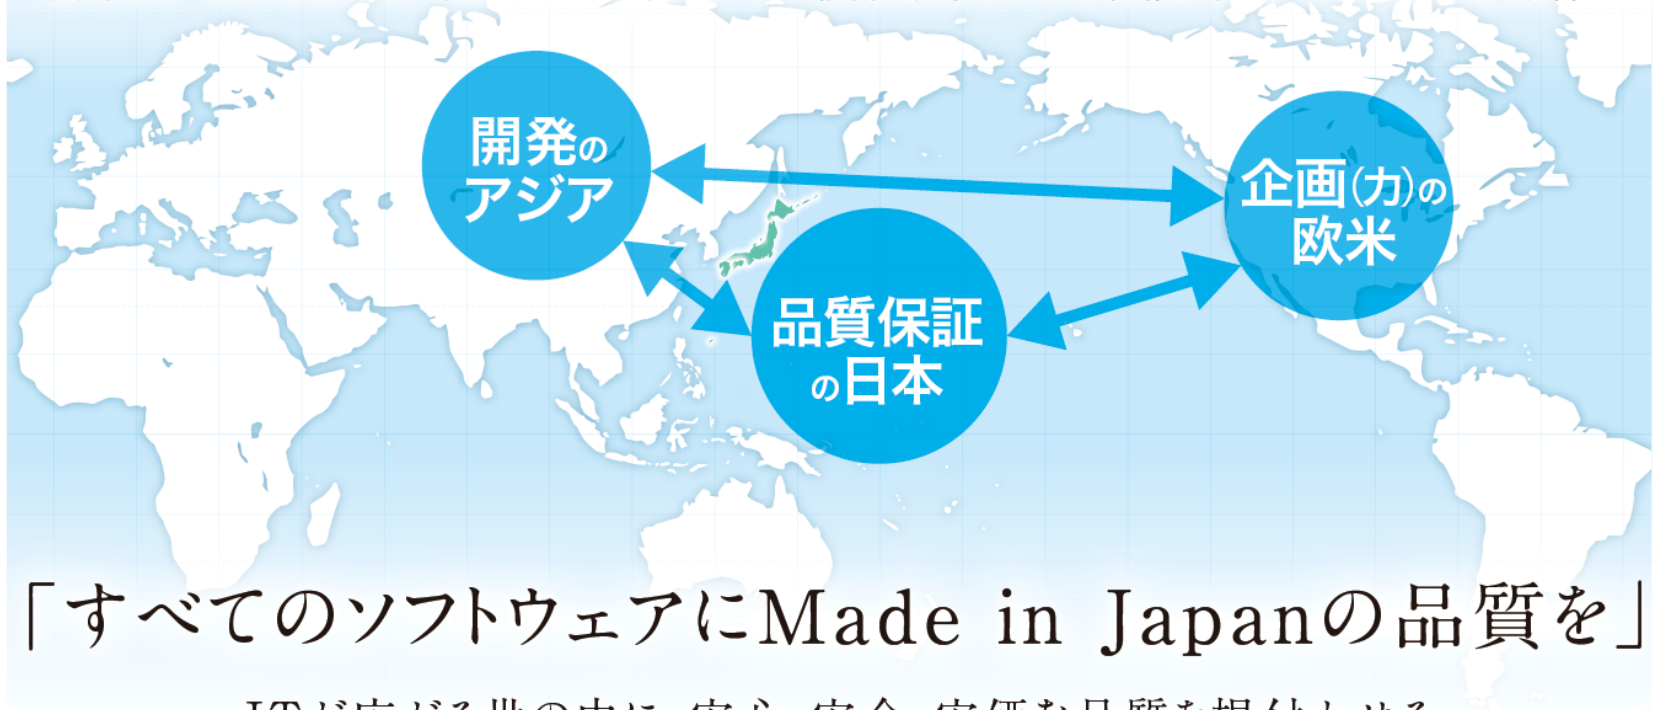 開発の
アジア
企画(力)の
欧米
品質保証
の日本
「すべてのソフトウェアにMade in Japanの品質を」